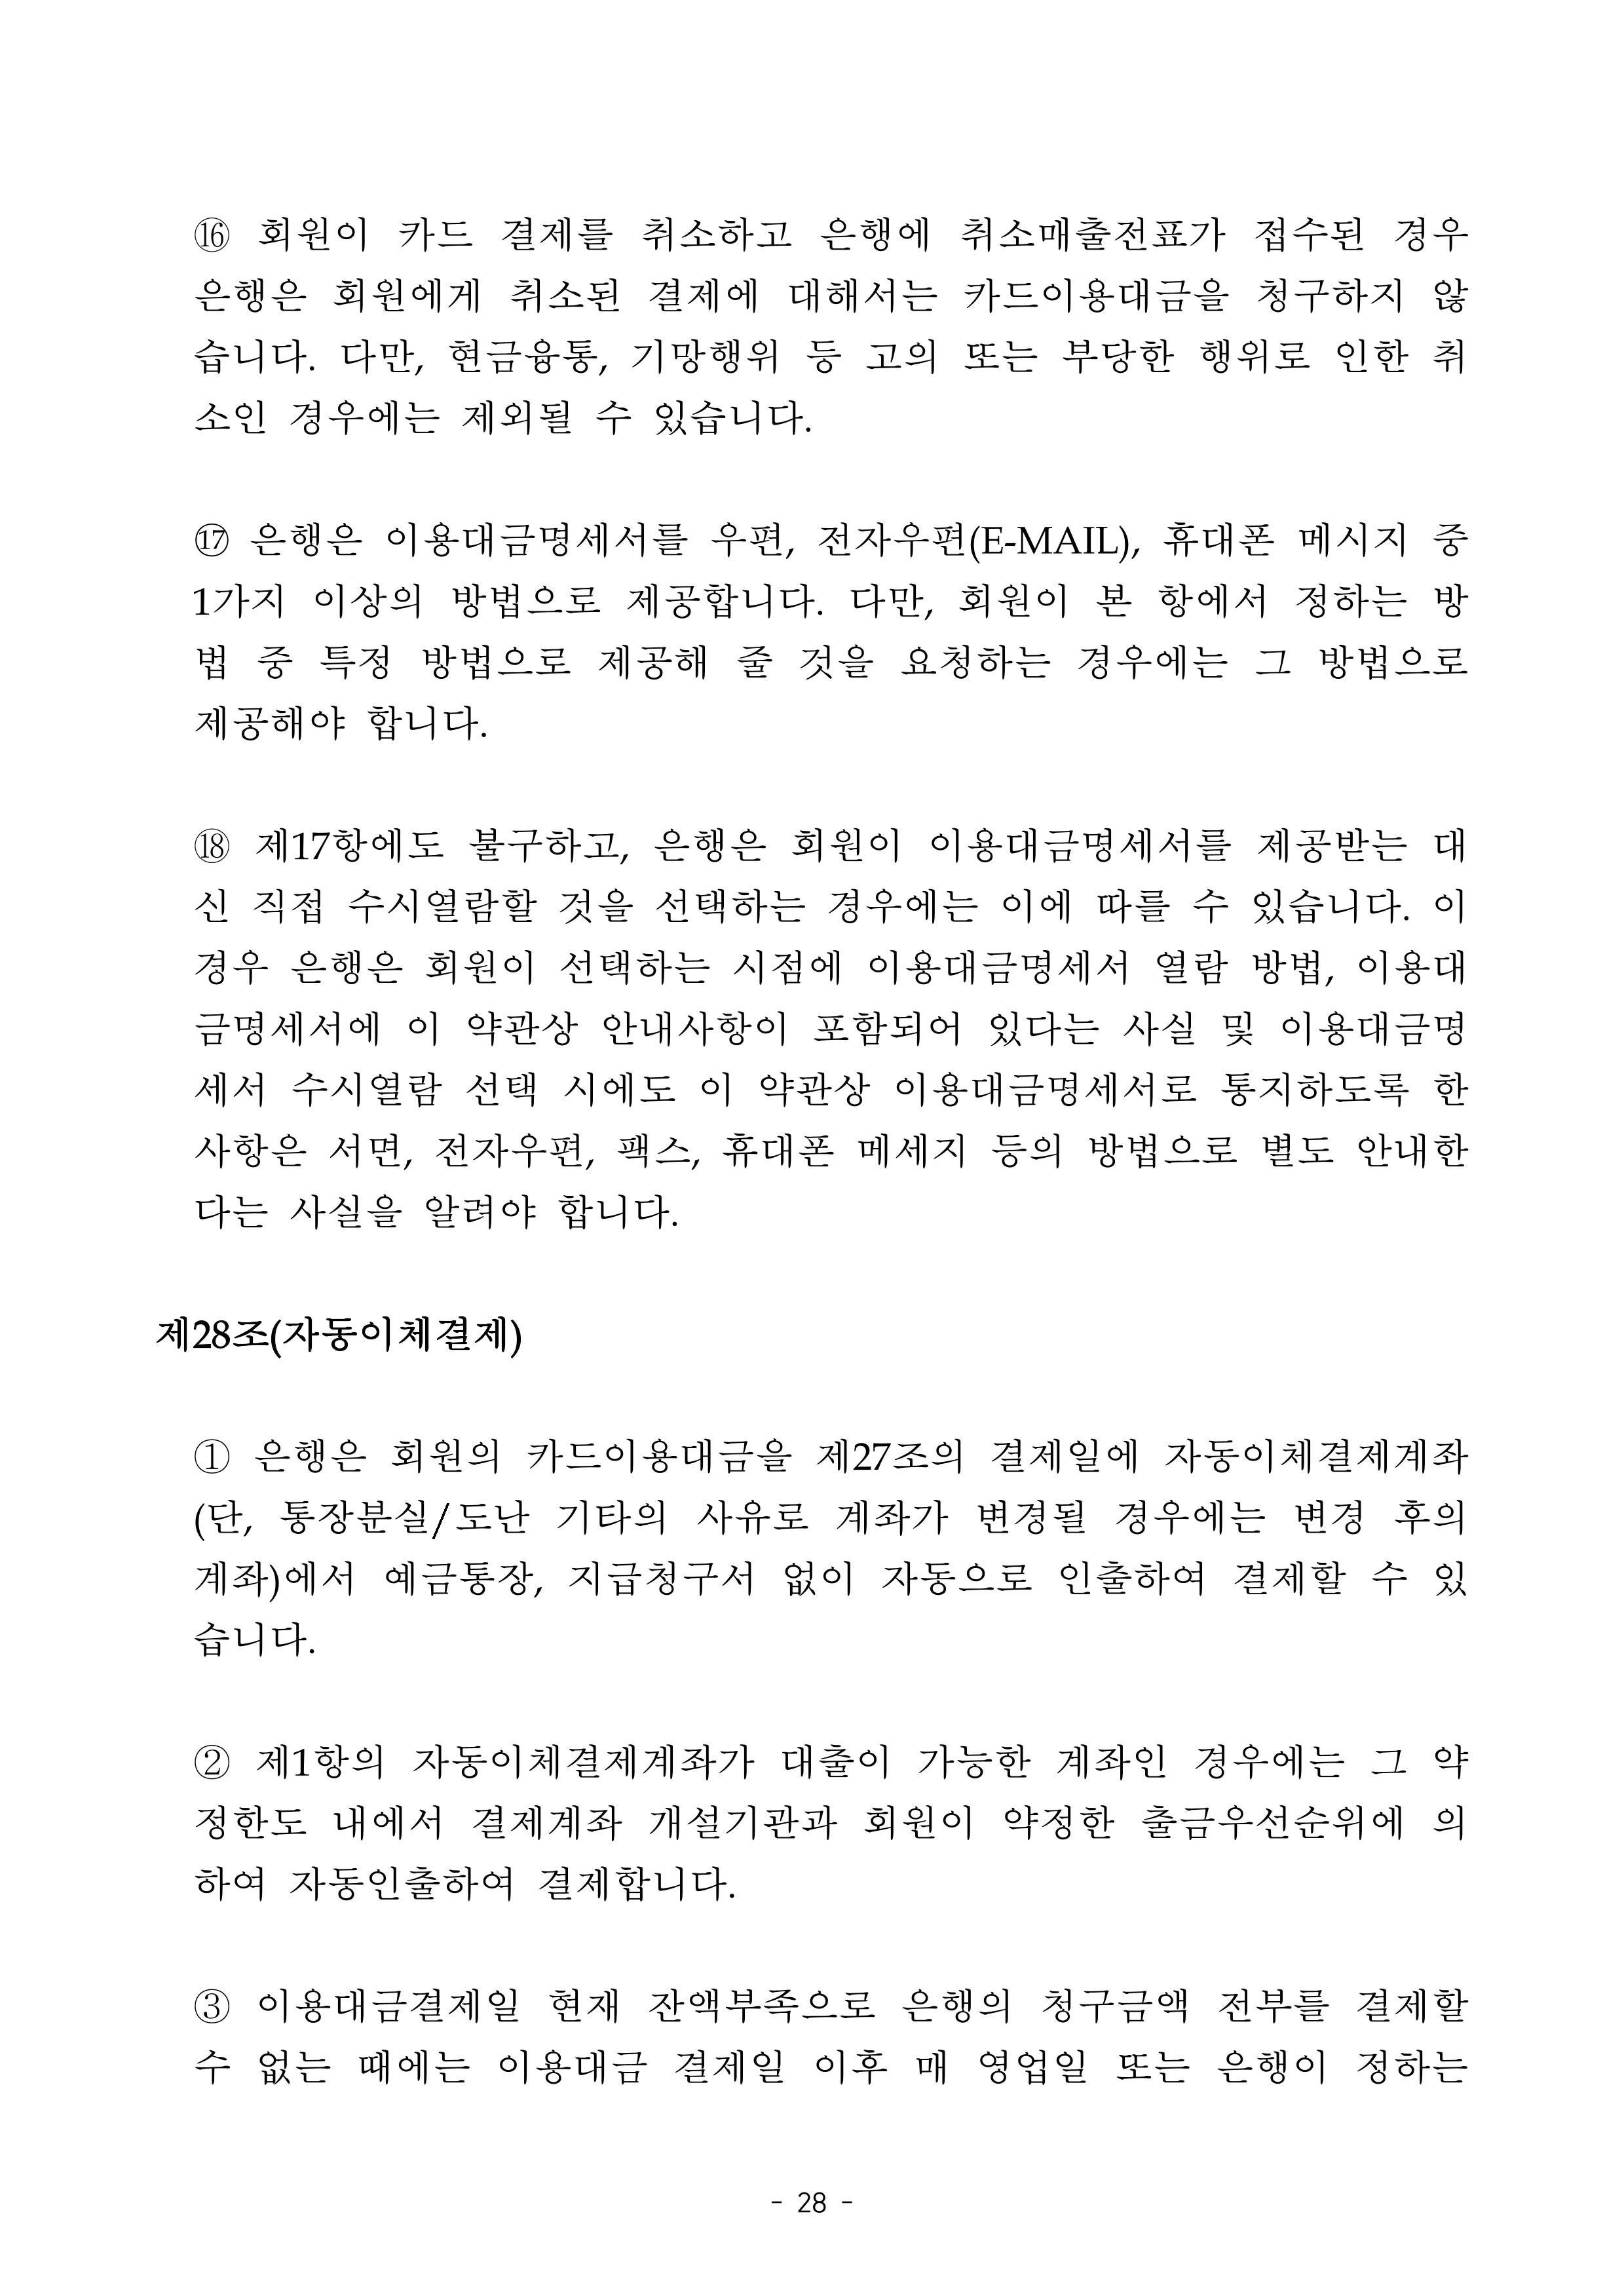 ⑯ 회원이 카드 결제를 취소하고 은행에 취소매출전표가 접수된 경우
은행은 회원에게 취소된 결제에 대해서는 카드이용대금을 청구하지 않
습니다. 다만, 현금융통, 기망행위 등 고의 또는 부당한 행위로 인한 취
소인 경우에는 제외될 수 있습니다.
⑰ 은행은 이용대금명세서를 우편, 전자우편(E-MAIL), 휴대폰 메시지 중
1가지 이상의 방법으로 제공합니다. 다만, 회원이 본 항에서 정하는 방
법 중 특정 방법으로 제공해 줄 것을 요청하는 경우에는 그 방법으로
제공해야 합니다.
⑱ 제17항에도 불구하고, 은행은 회원이 이용대금명세서를 제공받는 대
신 직접 수시열람할 것을 선택하는 경우에는 이에 따를 수 있습니다. 이
경우 은행은 회원이 선택하는 시점에 이용대금명세서 열람 방법, 이용대
금명세서에 이 약관상 안내사항이 포함되어 있다는 사실 및 이용대금명
세서 수시열람 선택 시에도 이 약관상 이용대금명세서로 통지하도록 한
사항은 서면, 전자우편, 팩스, 휴대폰 메세지 등의 방법으로 별도 안내한
다는 사실을 알려야 합니다.
제28조(자동이체결제)
① 은행은 회원의 카드이용대금을 제27조의 결제일에 자동이체결제계좌
(단, 통장분실/도난 기타의 사유로 계좌가 변경될 경우에는 변경 후의
계좌)에서 예금통장, 지급청구서 없이 자동으로 인출하여 결제할 수 있
습니다.
② 제1항의 자동이체결제계좌가 대출이 가능한 계좌인 경우에는 그 약
정한도 내에서 결제계좌 개설기관과 회원이 약정한 출금우선순위에 의
하여 자동인출하여 결제합니다.
③ 이용대금결제일 현재 잔액부족으로 은행의 청구금액 전부를 결제할
수 없는 때에는 이용대금 결제일 이후 매 영업일 또는 은행이 정하는
- 28 -